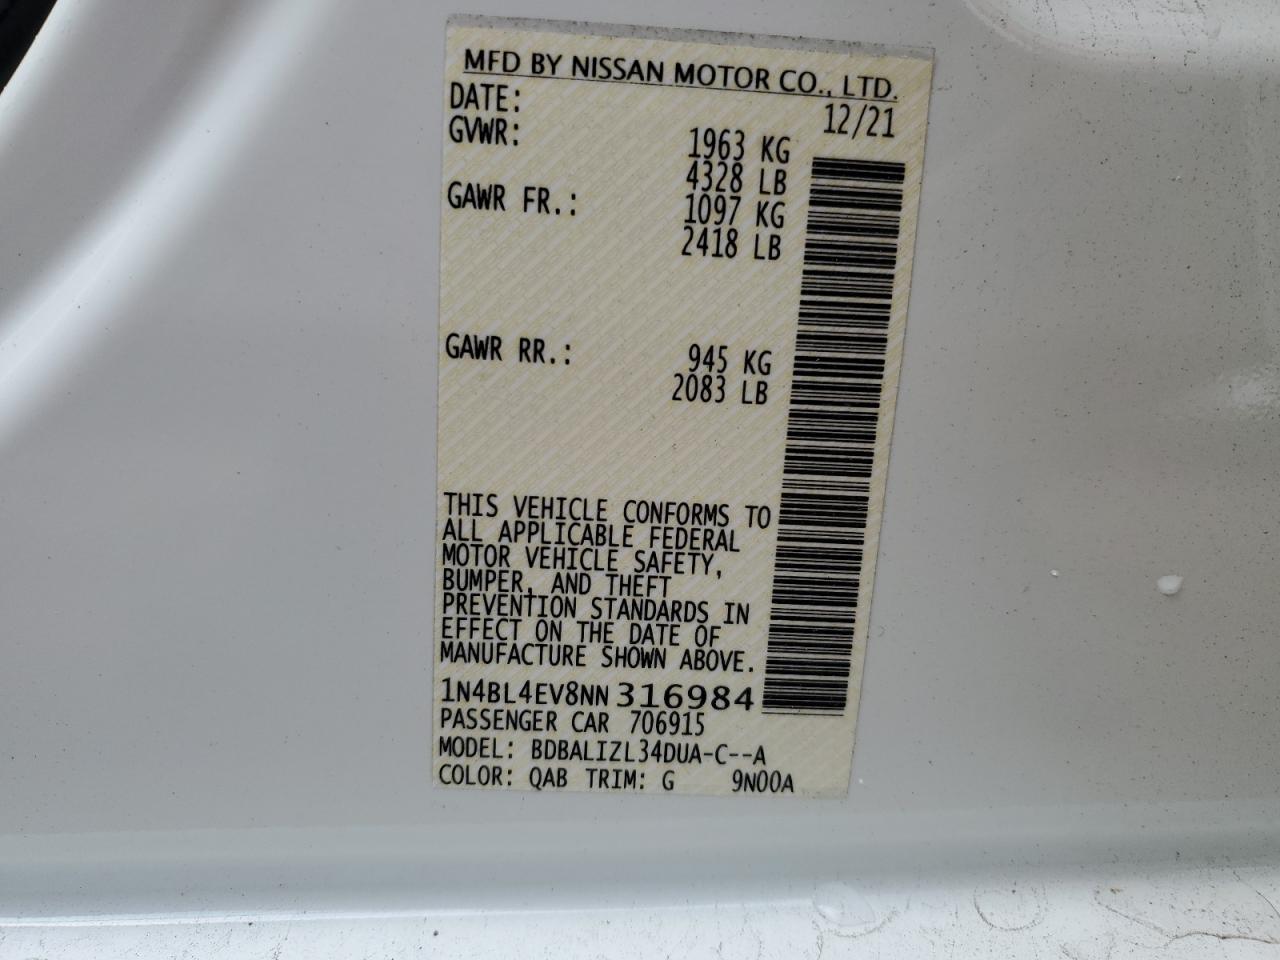 MFD BY NISSAN MOTOR CO., LTD.
DATE: 12/21
GVWR: 1963 KG
4328 LB
GAWR FR.: 1097 KG
2418 LB
GAWR RR.: 945 KG
2083 LB
THIS VEHICLE CONFORMS TO
ALL APPLICABLE FEDERAL
MOTOR VEHICLE SAFETY,
BUMPER, AND THEFT
PREVENTION STANDARDS IN
EFFECT ON THE DATE OF
MANUFACTURE SHOWN ABOVE.
1N4BL4EV8NN316984
PASSENGER CAR 706915
MODEL: BDBALIZL34DUA-C--A
COLOR: QAB TRIM: G 9N00A